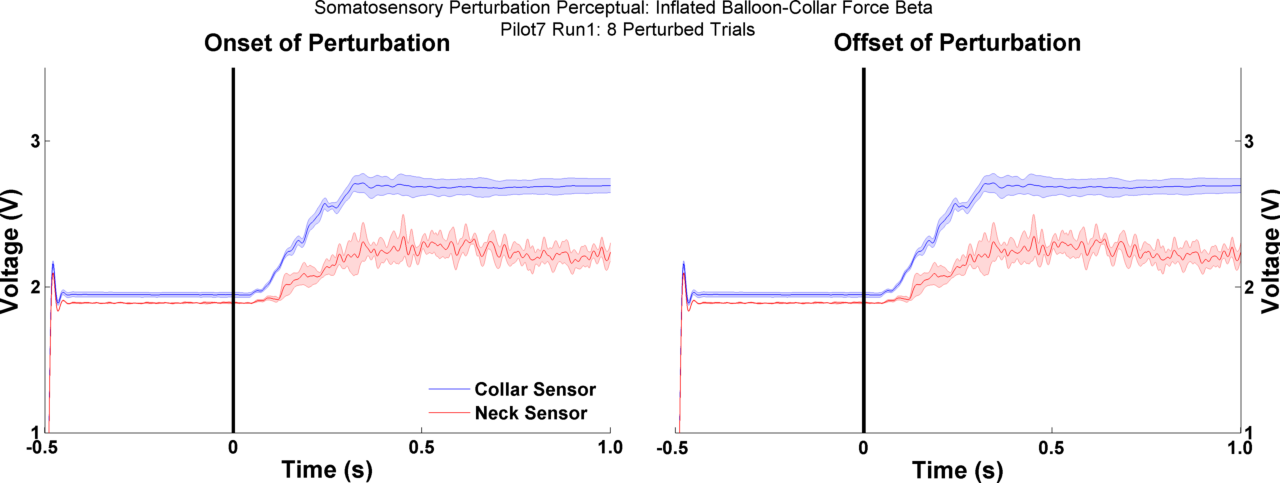 Somatosensory Perturbation Perceptual: Inflated Balloon-Collar Force Beta
Pilot7 Run1: 8 Perturbed Trials
Onset of Perturbation
Offset of Perturbation
Voltage (V)
3
2
1
-0.5
0
0.5
1.0
Time (s)
Collar Sensor
Neck Sensor
-0.5
0
0.5
1.0
Time (s)
3
2
1
Voltage (V)